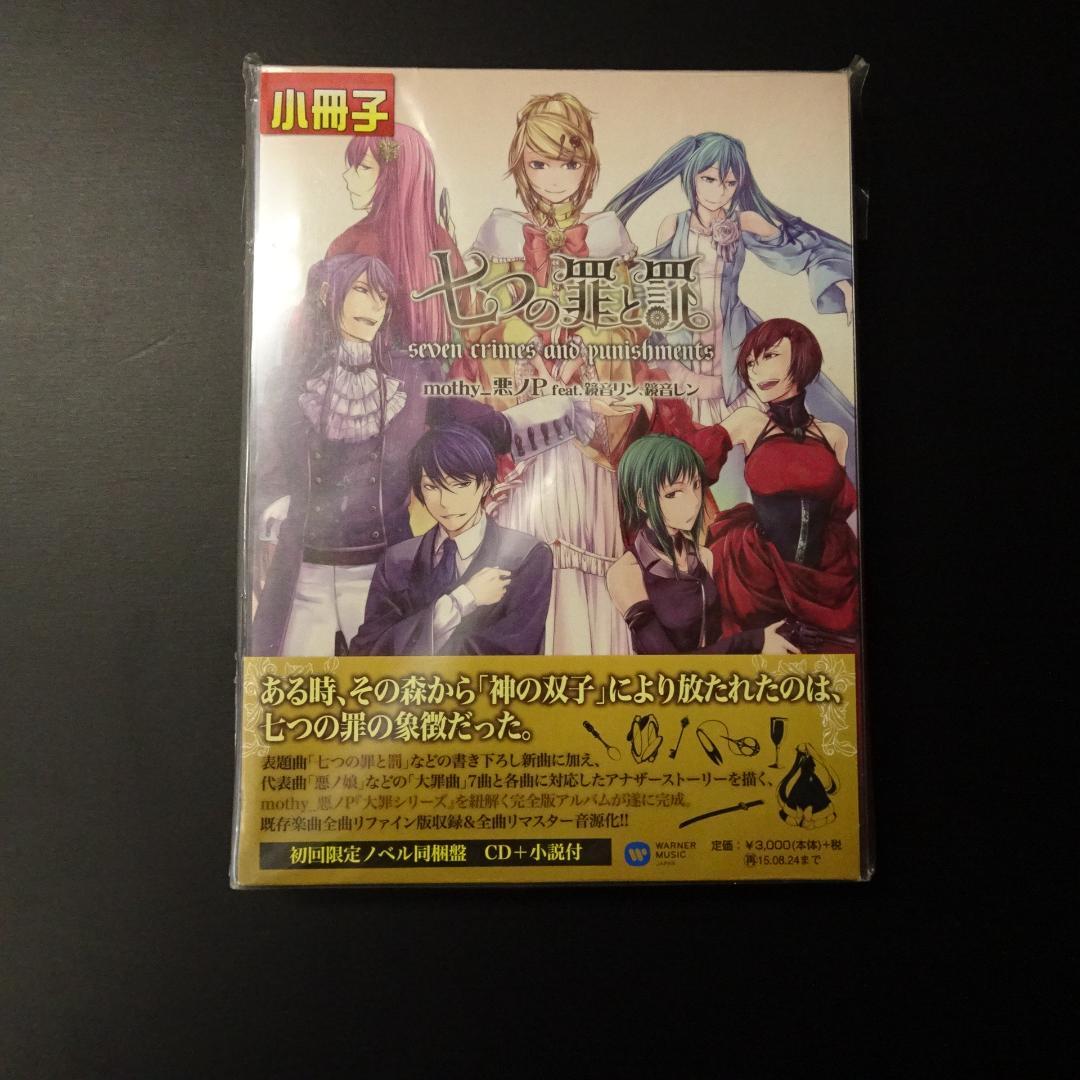 小冊子
七つの罪と罰
seven crimes and punishments
mothy_悪ノP feat.鏡音リン、鏡音レン
ある時、その森から「神の双子」により放たれたのは、
七つの罪の象徴だった。
表題曲「七つの罪と罰」などの書き下ろし新曲に加え、
代表曲「悪ノ娘」などの「大罪曲」7曲と各曲に対応したアナザーストーリーを描く、
mothy_悪ノP『大罪シリーズ』を紐解く完全版アルバムが遂に完成。
既存楽曲全曲リファイン版収録&全曲リマスター音源化!!
初回限定ノベル同梱盤 CD+小説付
WARNER
MUSIC
JAPAN
定価:¥3,000(本体)+税
再15.08.24まで